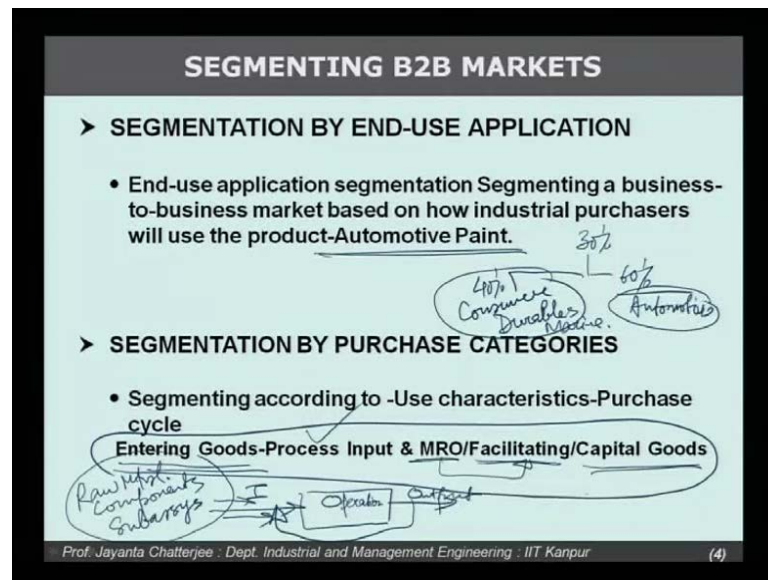 SEGMENTING B2B MARKETS
➤ SEGMENTATION BY END-USE APPLICATION
• End-use application segmentation Segmenting a business-
to-business market based on how industrial purchasers
will use the product-Automotive Paint.
30%
40%
60%
Consumer
Durables
Automotive
Marine.
➤ SEGMENTATION BY PURCHASE CATEGORIES
• Segmenting according to -Use characteristics-Purchase
cycle
Entering Goods-Process Input & MRO/Facilitating/Capital Goods
Raw Mat.
Components
Subassys
I
Operation
Output
Prof. Jayanta Chatterjee : Dept. Industrial and Management Engineering : IIT Kanpur
(4)